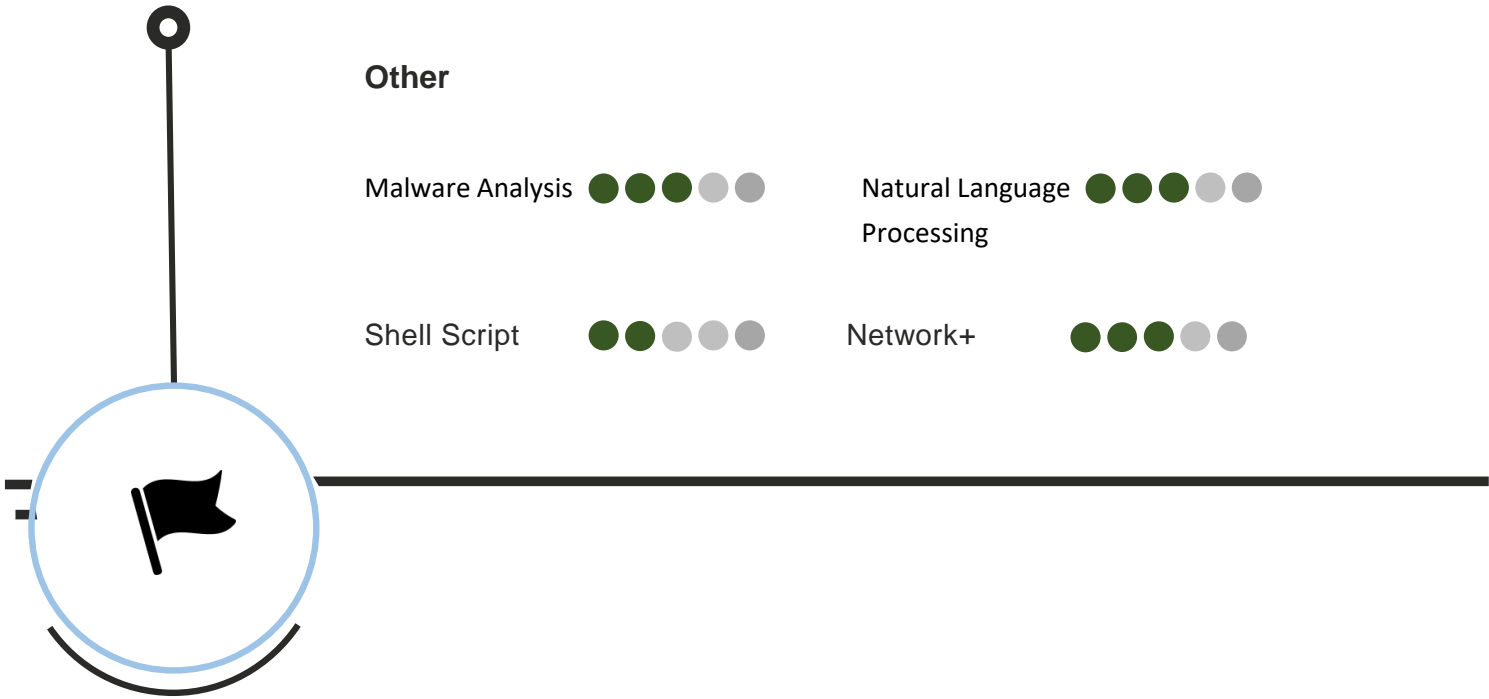 Other
Malware Analysis
Natural Language
Processing
Shell Script
Network+